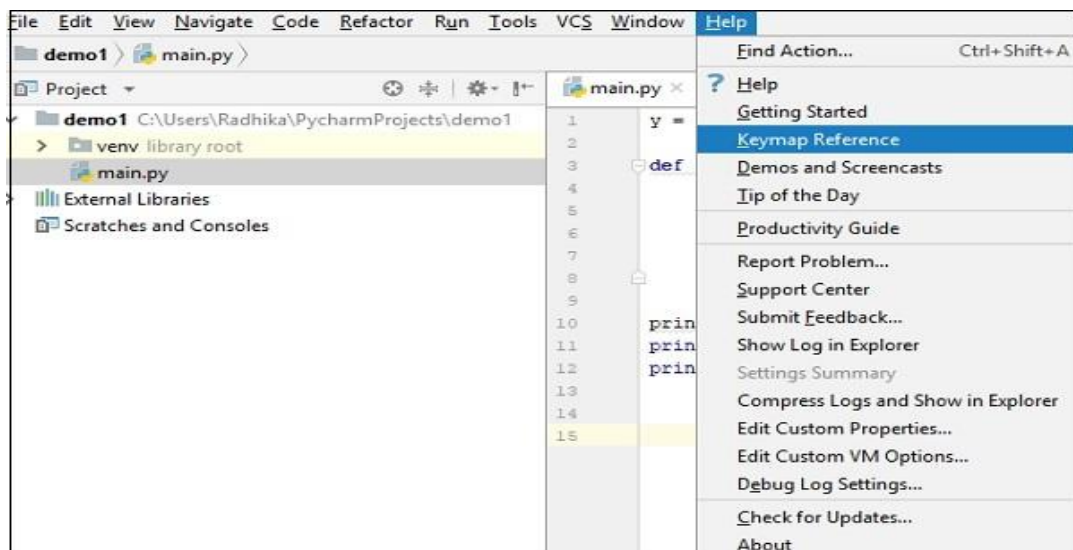 File Edit View Navigate Code Refactor Run Tools VCS Window Help
demo1 main.py
Project
demo1 C:\Users\Radhika\PycharmProjects\demo1
venv library root
main.py
External Libraries
Scratches and Consoles
main.py
1 y =
2
3 def
4
5
6
7
8
9
10 prin
11 prin
12 prin
13
14
15
Find Action... Ctrl+Shift+A
? Help
Getting Started
Keymap Reference
Demos and Screencasts
Tip of the Day
Productivity Guide
Report Problem...
Support Center
Submit Feedback...
Show Log in Explorer
Settings Summary
Compress Logs and Show in Explorer
Edit Custom Properties...
Edit Custom VM Options...
Debug Log Settings...
Check for Updates...
About